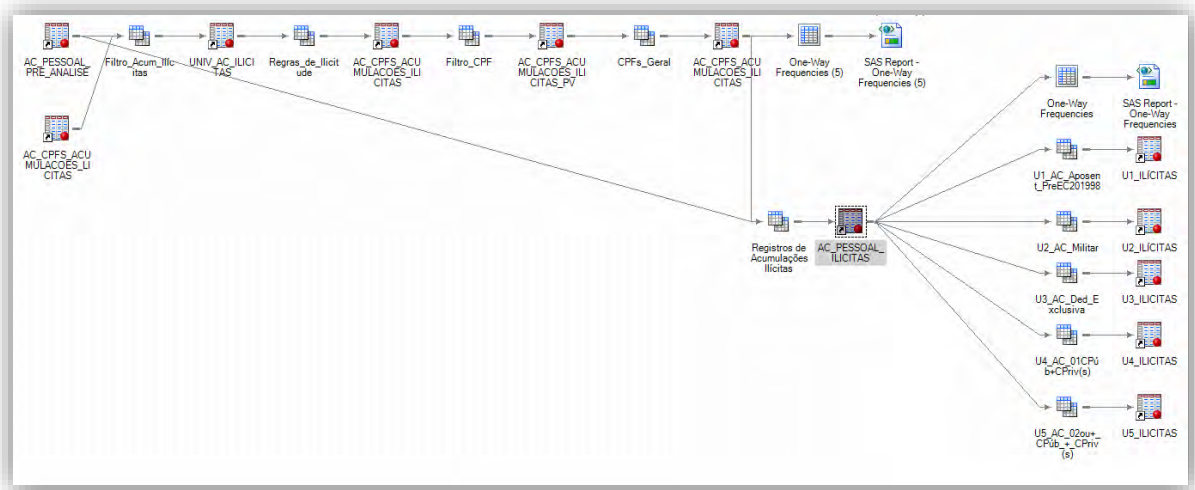 AC_PESSOAL_
PRE_ANALISE
Filtro_Acum_Ilíc
itas
UNIV_AC_ILICI
TAS
Regras_de_Ilicit
ude
AC_CPFS_ACU
MULACOES_ILI
CITAS
Filtro_CPF
AC_CPFS_ACU
MULACOES_ILI
CITAS_PV
CPFs_Geral
AC_CPFS_ACU
MULACOES_ILI
CITAS
One-Way
Frequencies (5)
SAS Report -
One-Way
Frequencies (5)
AC_CPFS_ACU
MULACOES_LI
CITAS
One-Way
Frequencies
SAS Report -
One-Way
Frequencies
U1_AC_Aposen
t_PreEC201998
U1_ILÍCITAS
Registros de
Acumulações
Ilícitas
AC_PESSOAL_
ILICITAS
U2_AC_Militar
U2_ILÍCITAS
U3_AC_Ded_E
xclusiva
U3_ILICITAS
U4_AC_01CPú
b+CPriv(s)
U4_ILICITAS
U5_AC_02ou+_
CPúb_+_CPriv
(s)
U5_ILICITAS